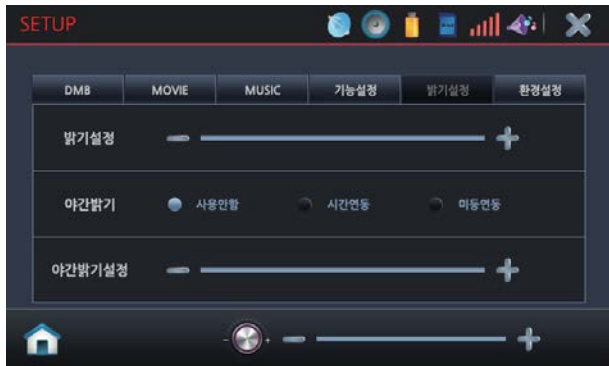 SETUP
DMB MOVIE MUSIC 기능설정 밝기설정 환경설정
밝기설정
야간밝기 사용안함 시간연동 미등연동
야간밝기설정